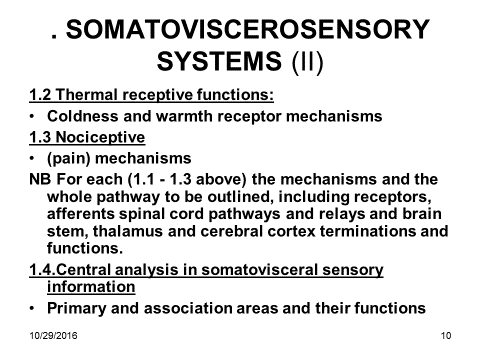 . SOMATOVISCEROSENSORY
SYSTEMS (II)
1.2 Thermal receptive functions:
• Coldness and warmth receptor mechanisms
1.3 Nociceptive
• (pain) mechanisms
NB For each (1.1 - 1.3 above) the mechanisms and the
whole pathway to be outlined, including receptors,
afferents spinal cord pathways and relays and brain
stem, thalamus and cerebral cortex terminations and
functions.
1.4.Central analysis in somatovisceral sensory
information
• Primary and association areas and their functions
10/29/2016 10